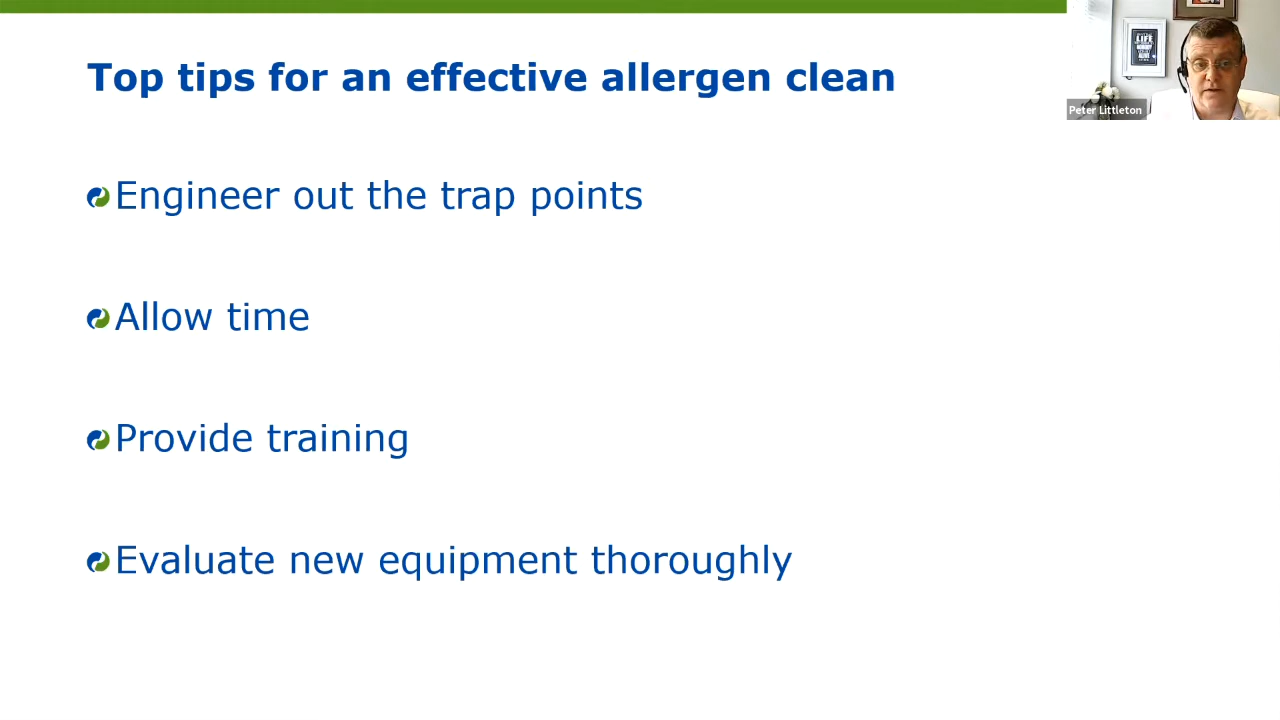 Top tips for an effective allergen clean
Peter Littleton
Engineer out the trap points
Allow time
Provide training
Evaluate new equipment thoroughly
LIFE